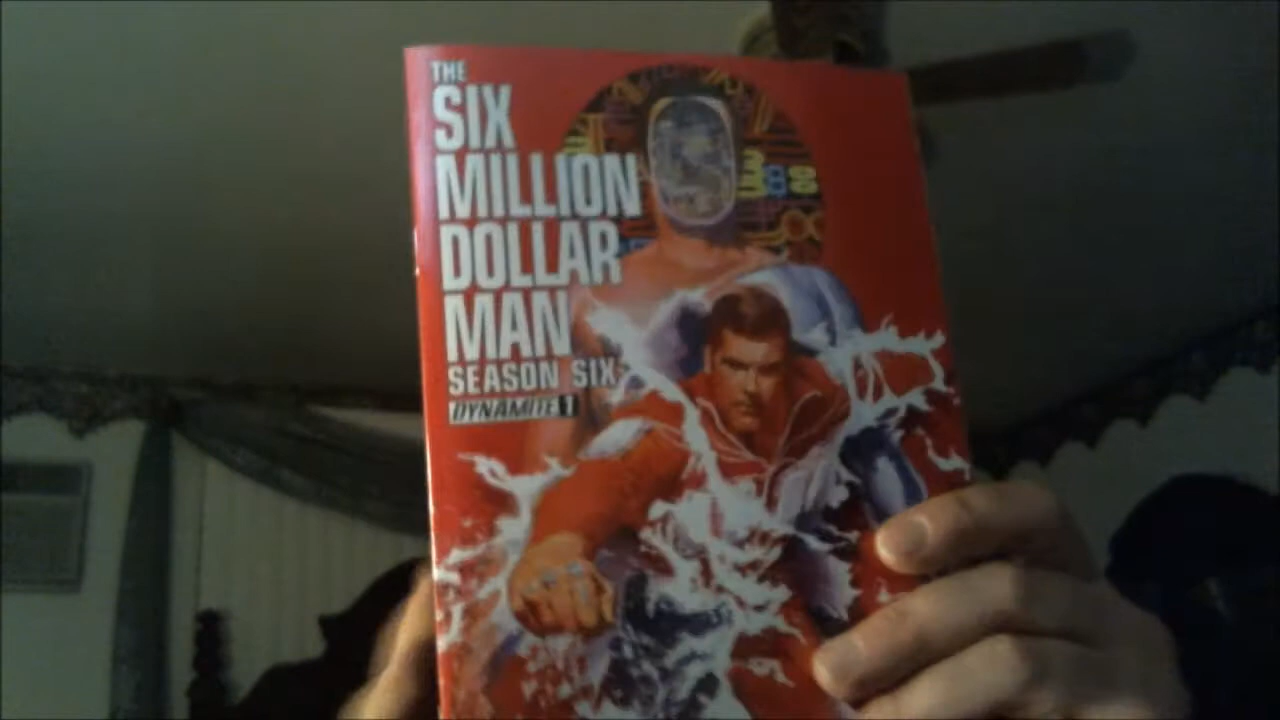 THE
SIX
MILLION
DOLLAR
MAN
SEASON SIX
DYNAMITE 1